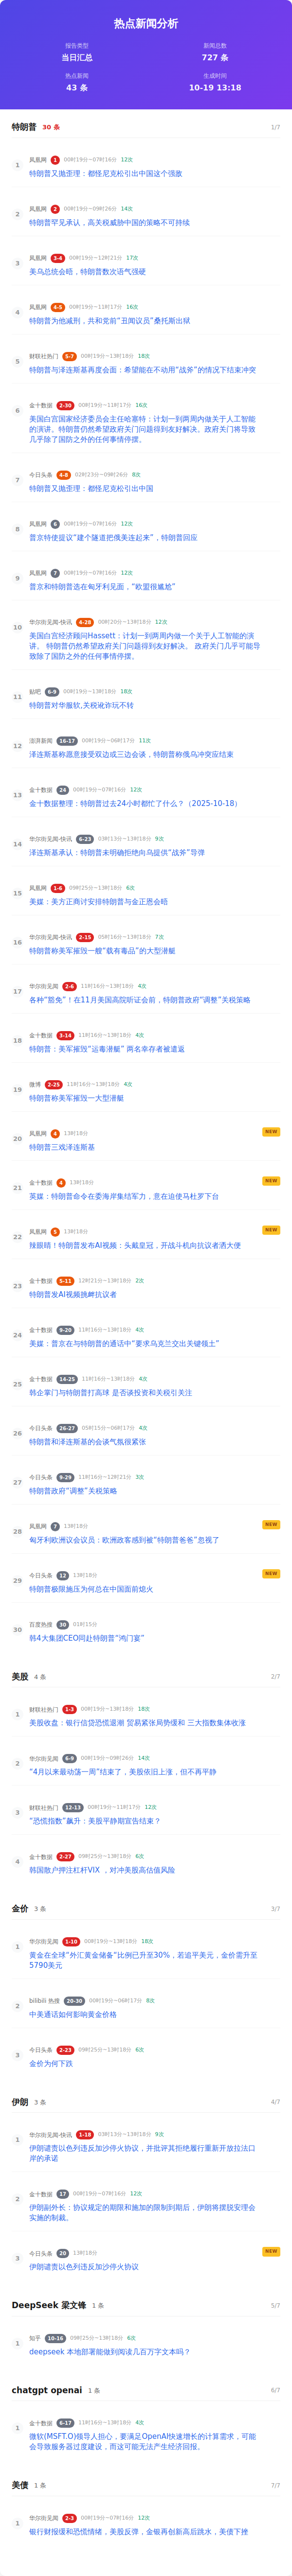 热点新闻分析
报告类型
新闻总数
当日汇总
727 条
热点新闻
生成时间
43 条
10-19 13:18
特朗普 30 条 1/7
1
凤凰网 1 00时19分~07时16分 12次
特朗普又抛歪理：都怪尼克松引出中国这个强敌
2
凤凰网 2 00时19分~09时26分 14次
特朗普罕见承认，高关税威胁中国的策略不可持续
3
凤凰网 3-4 00时19分~12时21分 17次
美乌总统会晤，特朗普数次语气强硬
4
凤凰网 4-5 00时19分~11时17分 16次
特朗普为他减刑，共和党前“丑闻议员”桑托斯出狱
5
财联社热门 5-7 00时19分~13时18分 18次
特朗普与泽连斯基再度会面：希望能在不动用“战斧”的情况下结束冲突
6
金十数据 2-30 00时19分~11时17分 16次
美国白宫国家经济委员会主任哈塞特：计划一到两周内做关于人工智能
的演讲。特朗普仍然希望政府关门问题得到友好解决。政府关门将导致
几乎除了国防之外的任何事情停摆。
7
今日头条 4-8 02时23分~09时26分 8次
特朗普又抛歪理：都怪尼克松引出中国
8
凤凰网 6 00时19分~07时16分 12次
普京特使提议“建个隧道把俄美连起来”，特朗普回应
9
凤凰网 7 00时19分~07时16分 12次
普京和特朗普选在匈牙利见面，“欧盟很尴尬”
10
华尔街见闻-快讯 4-28 00时20分~13时18分 12次
美国白宫经济顾问Hassett：计划一到两周内做一个关于人工智能的演
讲。 特朗普仍然希望政府关门问题得到友好解决。 政府关门几乎可能导
致除了国防之外的任何事情停摆。
11
贴吧 6-9 00时19分~13时18分 18次
特朗普对华服软,关税讹诈玩不转
12
澎湃新闻 16-17 00时19分~06时17分 11次
泽连斯基称愿意接受双边或三边会谈，特朗普称俄乌冲突应结束
13
金十数据 24 00时19分~07时16分 12次
金十数据整理：特朗普过去24小时都忙了什么？（2025-10-18）
14
华尔街见闻-快讯 6-23 03时13分~13时18分 9次
泽连斯基承认：特朗普未明确拒绝向乌提供“战斧”导弹
15
凤凰网 1-6 09时25分~13时18分 6次
美媒：美方正商讨安排特朗普与金正恩会晤
16
华尔街见闻-快讯 2-15 05时16分~13时18分 7次
特朗普称美军摧毁一艘“载有毒品”的大型潜艇
17
华尔街见闻 2-6 11时16分~13时18分 4次
各种“豁免”！在11月美国高院听证会前，特朗普政府“调整”关税策略
18
金十数据 3-14 11时16分~13时18分 4次
特朗普：美军摧毁“运毒潜艇” 两名幸存者被遣返
19
微博 2-25 11时16分~13时18分 4次
特朗普称美军摧毁一大型潜艇
20
凤凰网 4 13时18分 NEW
特朗普三戏泽连斯基
21
金十数据 4 13时18分 NEW
英媒：特朗普命令在委海岸集结军力，意在迫使马杜罗下台
22
凤凰网 5 13时18分 NEW
辣眼睛！特朗普发布AI视频：头戴皇冠，开战斗机向抗议者洒大便
23
金十数据 5-11 12时21分~13时18分 2次
特朗普发AI视频挑衅抗议者
24
金十数据 9-20 11时16分~13时18分 4次
美媒：普京在与特朗普的通话中“要求乌克兰交出关键领土”
25
金十数据 14-25 11时16分~13时18分 4次
韩企掌门与特朗普打高球 是否谈投资和关税引关注
26
今日头条 26-27 05时15分~06时17分 4次
特朗普和泽连斯基的会谈气氛很紧张
27
今日头条 9-29 11时16分~12时21分 3次
特朗普政府“调整”关税策略
28
凤凰网 7 13时18分 NEW
匈牙利欧洲议会议员：欧洲政客感到被“特朗普爸爸”忽视了
29
今日头条 12 13时18分 NEW
特朗普极限施压为何总在中国面前熄火
30
百度热搜 30 01时15分
韩4大集团CEO同赴特朗普“鸿门宴”
美股 4 条 2/7
1
财联社热门 1-3 00时19分~13时18分 18次
美股收盘：银行信贷恐慌退潮 贸易紧张局势缓和 三大指数集体收涨
2
华尔街见闻 6-9 00时19分~09时26分 14次
“4月以来最动荡一周”结束了，美股依旧上涨，但不再平静
3
财联社热门 12-13 00时19分~11时17分 12次
“恐慌指数”飙升：美股平静期宣告结束？
4
金十数据 2-27 09时25分~13时18分 6次
韩国散户押注杠杆VIX ，对冲美股高估值风险
金价 3 条 3/7
1
华尔街见闻 1-10 00时19分~13时18分 18次
黄金在全球“外汇黄金储备”比例已升至30%，若追平美元，金价需升至
5790美元
2
bilibili 热搜 20-30 00时19分~06时17分 8次
中美通话如何影响黄金价格
3
今日头条 2-23 09时25分~13时18分 6次
金价为何下跌
伊朗 3 条 4/7
1
华尔街见闻-快讯 1-18 03时13分~13时18分 9次
伊朗谴责以色列违反加沙停火协议，并批评其拒绝履行重新开放拉法口
岸的承诺
2
金十数据 17 00时19分~07时16分 12次
伊朗副外长：协议规定的期限和施加的限制到期后，伊朗将摆脱安理会
实施的制裁。
3
今日头条 20 13时18分 NEW
伊朗谴责以色列违反加沙停火协议
DeepSeek 梁文锋 1 条 5/7
1
知乎 10-16 09时25分~13时18分 6次
deepseek 本地部署能做到阅读几百万字文本吗？
chatgpt openai 1 条 6/7
1
金十数据 6-17 11时16分~13时18分 4次
微软(MSFT.O)领导人担心，要满足OpenAI快速增长的计算需求，可能
会导致服务器过度建设，而这可能无法产生经济回报。
美债 1 条 7/7
1
华尔街见闻 2-3 00时19分~07时16分 12次
银行财报缓和恐慌情绪，美股反弹，金银再创新高后跳水，美债下挫